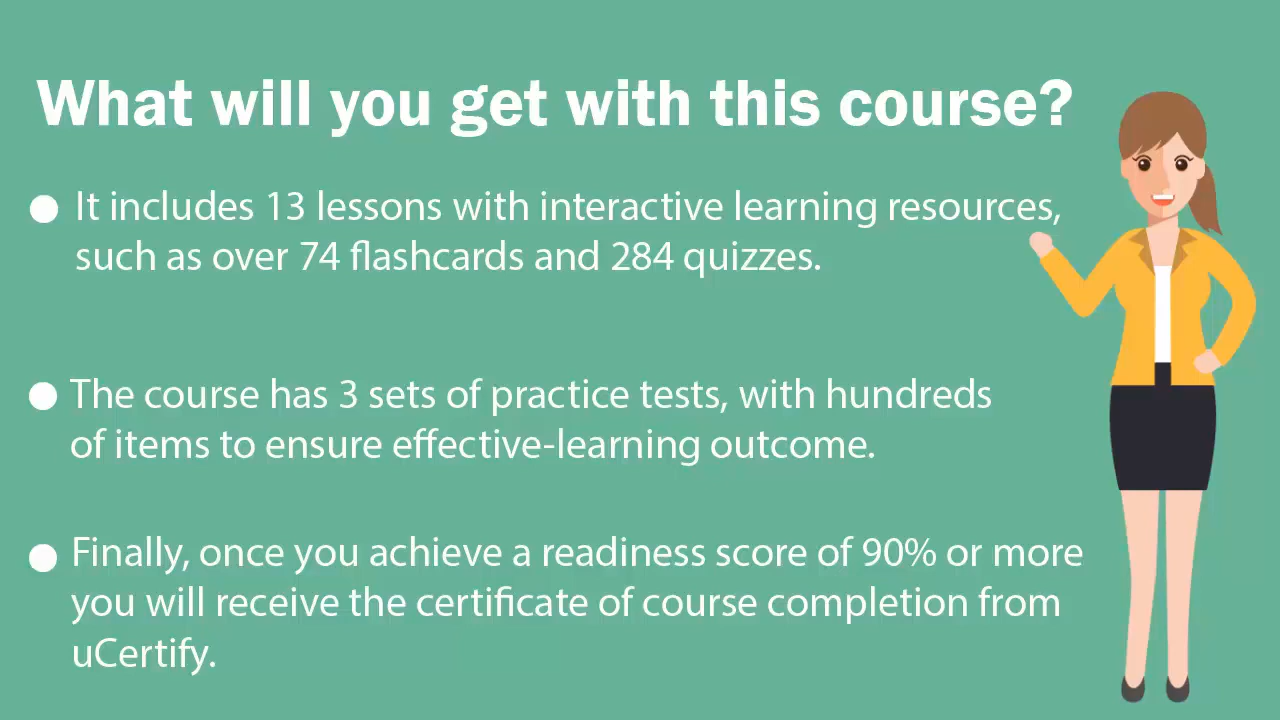 What will you get with this course?
It includes 13 lessons with interactive learning resources,
such as over 74 flashcards and 284 quizzes.
The course has 3 sets of practice tests, with hundreds
of items to ensure effective-learning outcome.
Finally, once you achieve a readiness score of 90% or more
you will receive the certificate of course completion from
uCertify.